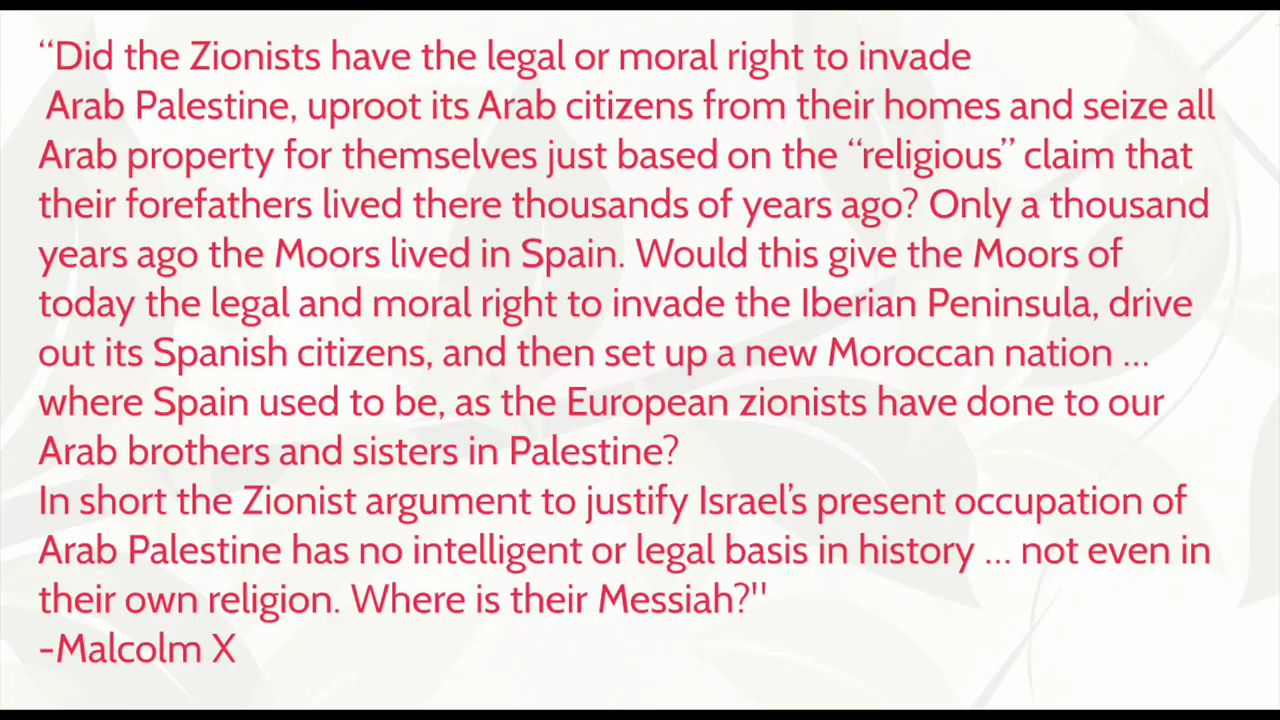 “Did the Zionists have the legal or moral right to invade
Arab Palestine, uproot its Arab citizens from their homes and seize all
Arab property for themselves just based on the “religious” claim that
their forefathers lived there thousands of years ago? Only a thousand
years ago the Moors lived in Spain. Would this give the Moors of
today the legal and moral right to invade the Iberian Peninsula, drive
out its Spanish citizens, and then set up a new Moroccan nation ...
where Spain used to be, as the European zionists have done to our
Arab brothers and sisters in Palestine?
In short the Zionist argument to justify Israel’s present occupation of
Arab Palestine has no intelligent or legal basis in history ... not even in
their own religion. Where is their Messiah?"
-Malcolm X